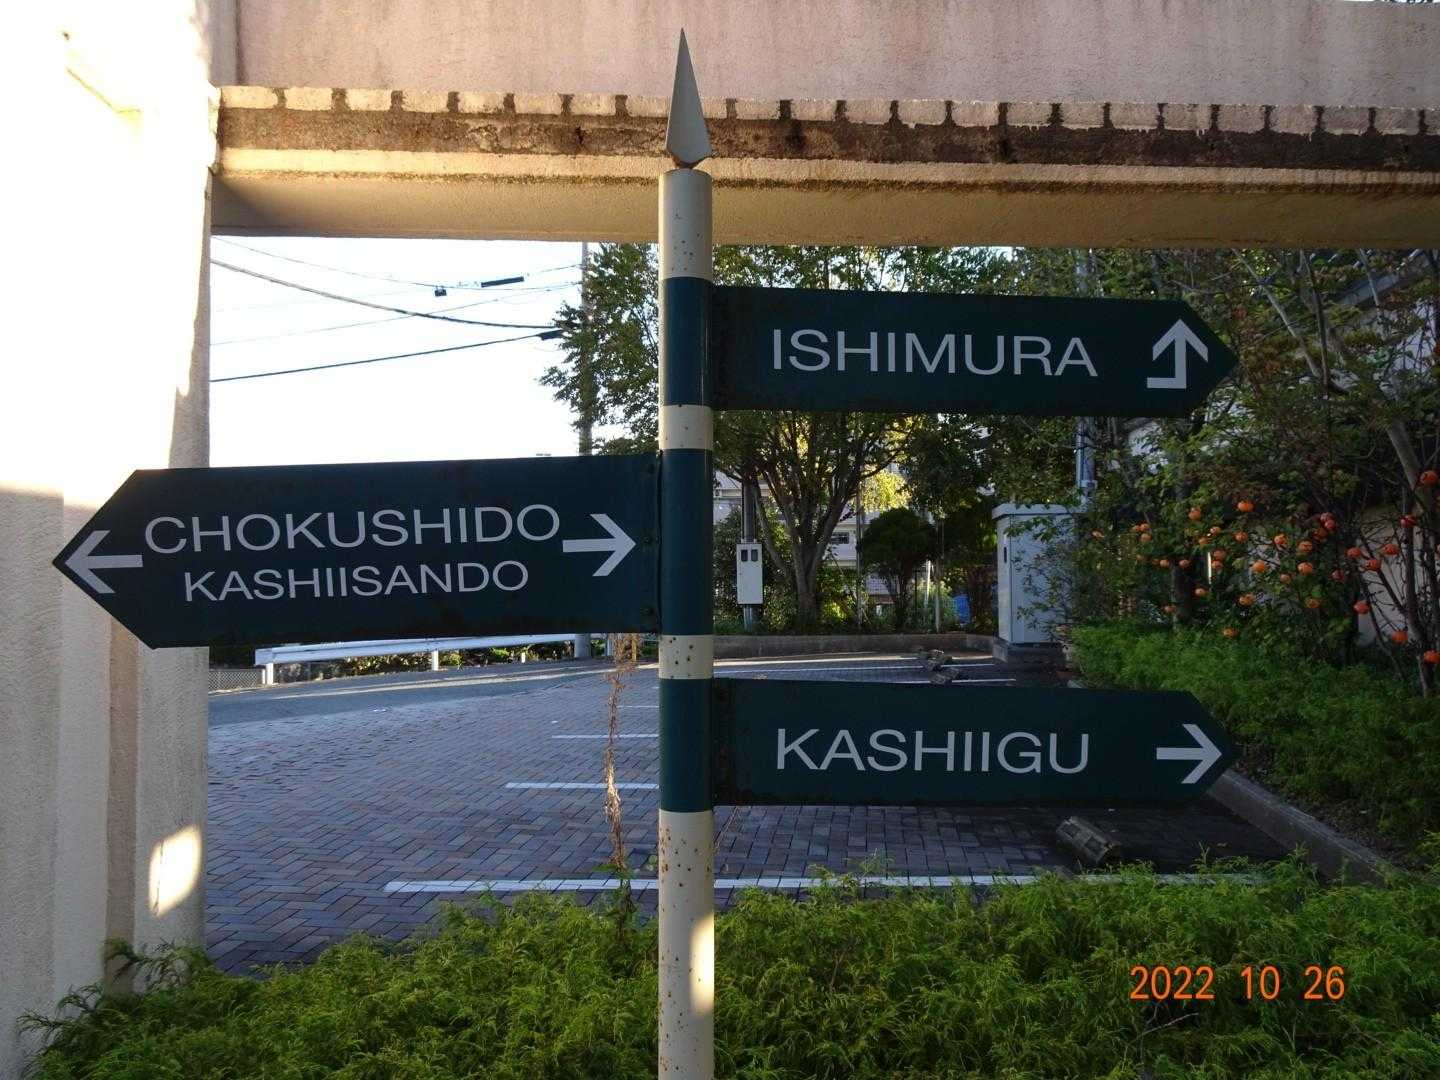 ISHIMURA
CHOKUSHIDO
KASHIISANDO
KASHIIGU
2022 10 26